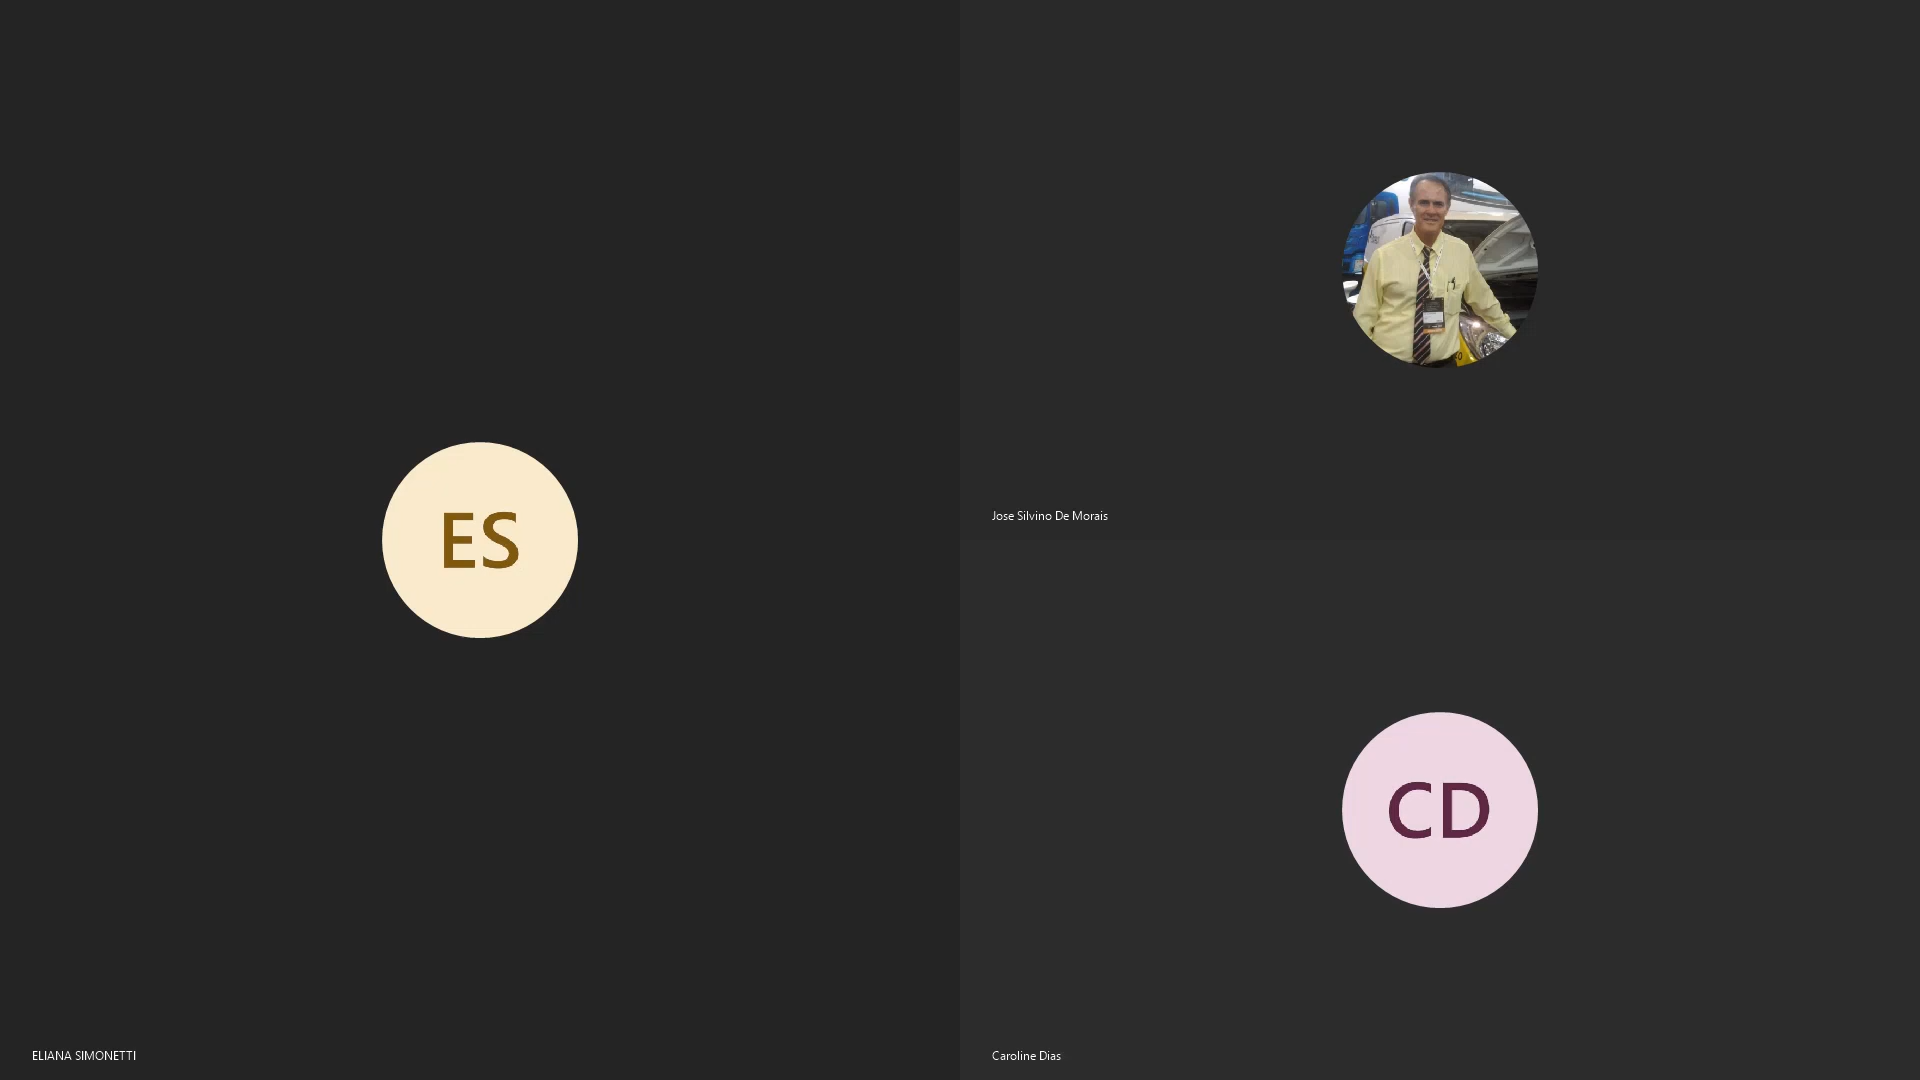 ES
ELIANA SIMONETTI
Jose Silvino De Morais
CD
Caroline Dias